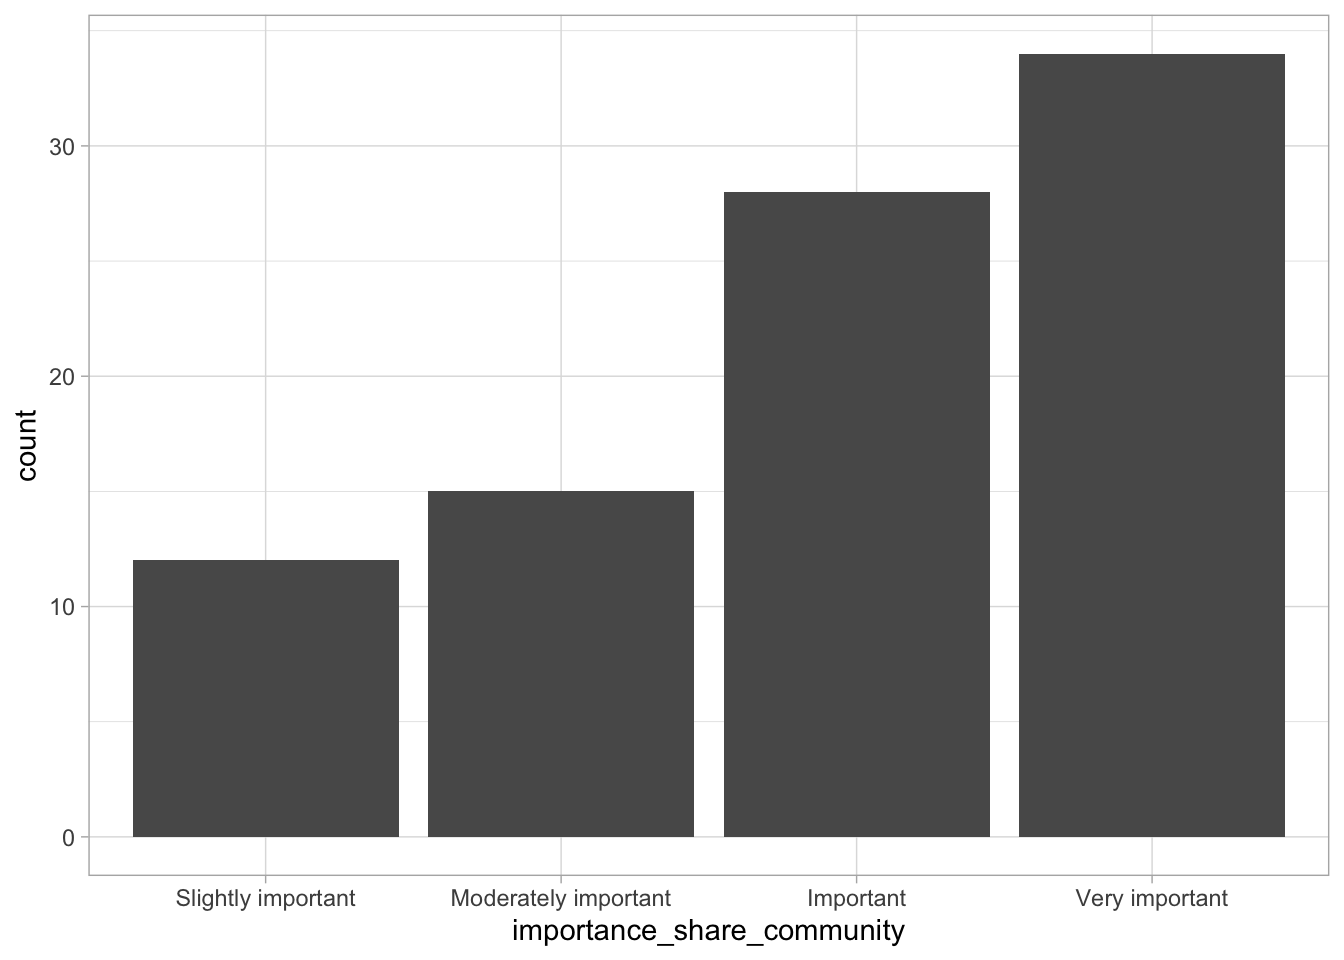 30
20
10
0
count
Slightly important
Moderately important
Important
Very important
importance_share_community